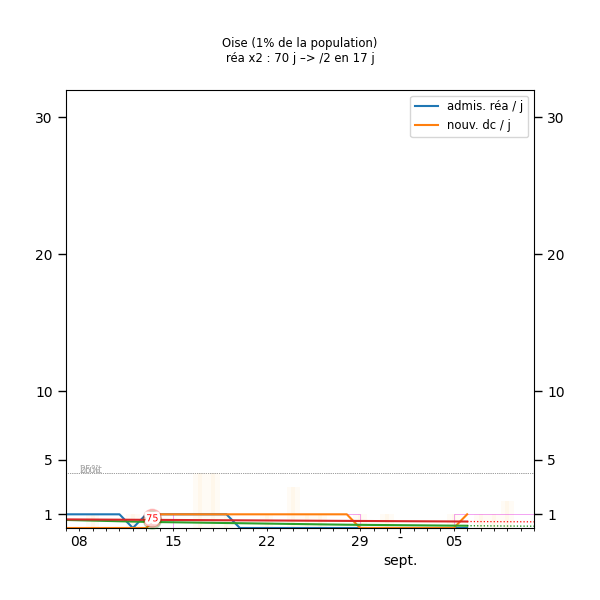 Oise (1% de la population)
réa x2 : 70 j –> /2 en 17 j
admis. réa / j
nouv. dc / j
30 30
20 20
10 10
5 5
1 1
75
08 15 22 29 - 05
sept.